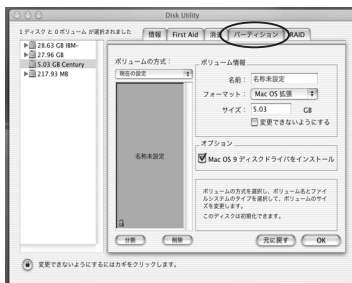 Disk Utility
1 ディスク と 0 ボリューム が選択されました
情報 First Aid 消去 パーティション RAID
28.63 GB IBM-
27.96 GB
5.03 GB Century
217.93 MB
ボリュームの方式：
現在の設定
名称未設定
分割 削除
ボリューム情報
名前： 名称未設定
フォーマット： Mac OS 拡張
サイズ： 5.03 GB
変更できないようにする
オプション
Mac OS 9 ディスクドライバをインストール
ボリュームの方式を選択し、ボリューム名とファイ
ルシステムのタイプを選択して、ボリュームのサイ
ズを変更します。
このディスクは初期化できます。
元に戻す OK
変更できないようにするにはカギをクリックします。